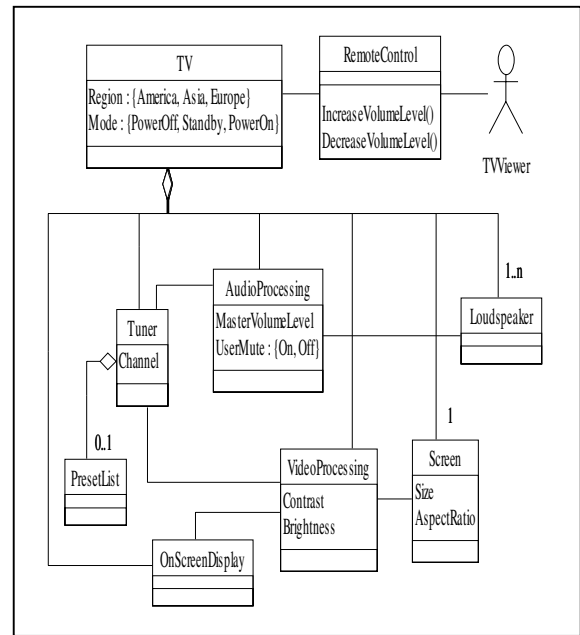 TV
Region : {America, Asia, Europe}
Mode : {PowerOff, Standby, PowerOn}
RemoteControl
IncreaseVolumeLevel()
DecreaseVolumeLevel()
TVViewer
AudioProcessing
MasterVolumeLevel
UserMute : {On, Off}
1..n
Loudspeaker
Tuner
Channel
0..1
PresetList
VideoProcessing
Contrast
Brightness
1
Screen
Size
AspectRatio
OnScreenDisplay